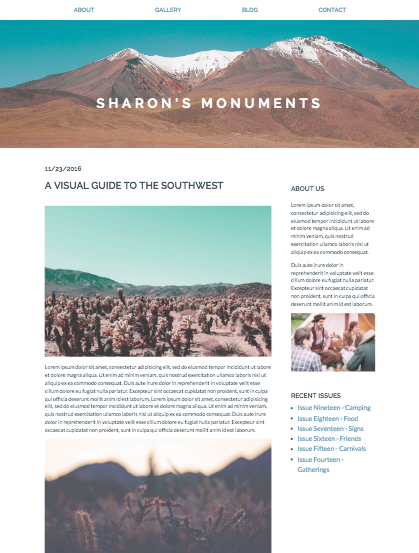 ABOUT GALLERY BLOG CONTACT
SHARON'S MONUMENTS
11/23/2016
A VISUAL GUIDE TO THE SOUTHWEST
Lorem ipsum dolor sit amet, consectetur adipisicing elit, sed do eiusmod tempor incididunt ut labore
et dolore magna aliqua. Ut enim ad minim veniam, quis nostrud exercitation ullamco laboris nisi ut
aliquip ex ea commodo consequat. Duis aute irure dolor in reprehenderit in voluptate velit esse
cillum dolore eu fugiat nulla pariatur. Excepteur sint occaecat cupidatat non proident, sunt in culpa
qui officia deserunt mollit anim id est laborum. Lorem ipsum dolor sit amet, consectetur adipisicing
elit, sed do eiusmod tempor incididunt ut labore et dolore magna aliqua. Ut enim ad minim veniam,
quis nostrud exercitation ullamco laboris nisi ut aliquip ex ea commodo consequat. Duis aute irure
dolor in reprehenderit in voluptate velit esse cillum dolore eu fugiat nulla pariatur. Excepteur sint
occaecat cupidatat non proident, sunt in culpa qui officia deserunt mollit anim id est laborum.
ABOUT US
Lorem ipsum dolor sit amet,
consectetur adipisicing elit, sed do
eiusmod tempor incididunt ut labore
et dolore magna aliqua. Ut enim ad
minim veniam, quis nostrud
exercitation ullamco laboris nisi ut
aliquip ex ea commodo consequat.
Duis aute irure dolor in
reprehenderit in voluptate velit esse
cillum dolore eu fugiat nulla pariatur.
Excepteur sint occaecat cupidatat
non proident, sunt in culpa qui officia
deserunt mollit anim id est laborum.
RECENT ISSUES
• Issue Nineteen - Camping
• Issue Eighteen - Food
• Issue Seventeen - Signs
• Issue Sixteen - Friends
• Issue Fifteen - Carnivals
• Issue Fourteen -
Gatherings